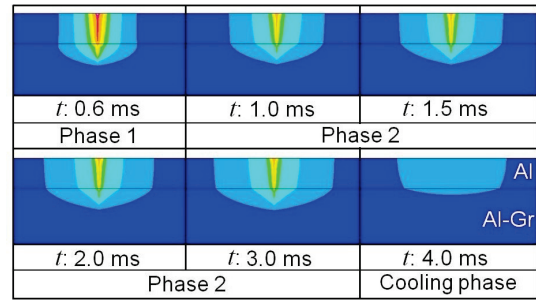 t: 0.6 ms t: 1.0 ms t: 1.5 ms
Phase 1 Phase 2
Al
Al-Gr
t: 2.0 ms t: 3.0 ms t: 4.0 ms
Phase 2 Cooling phase